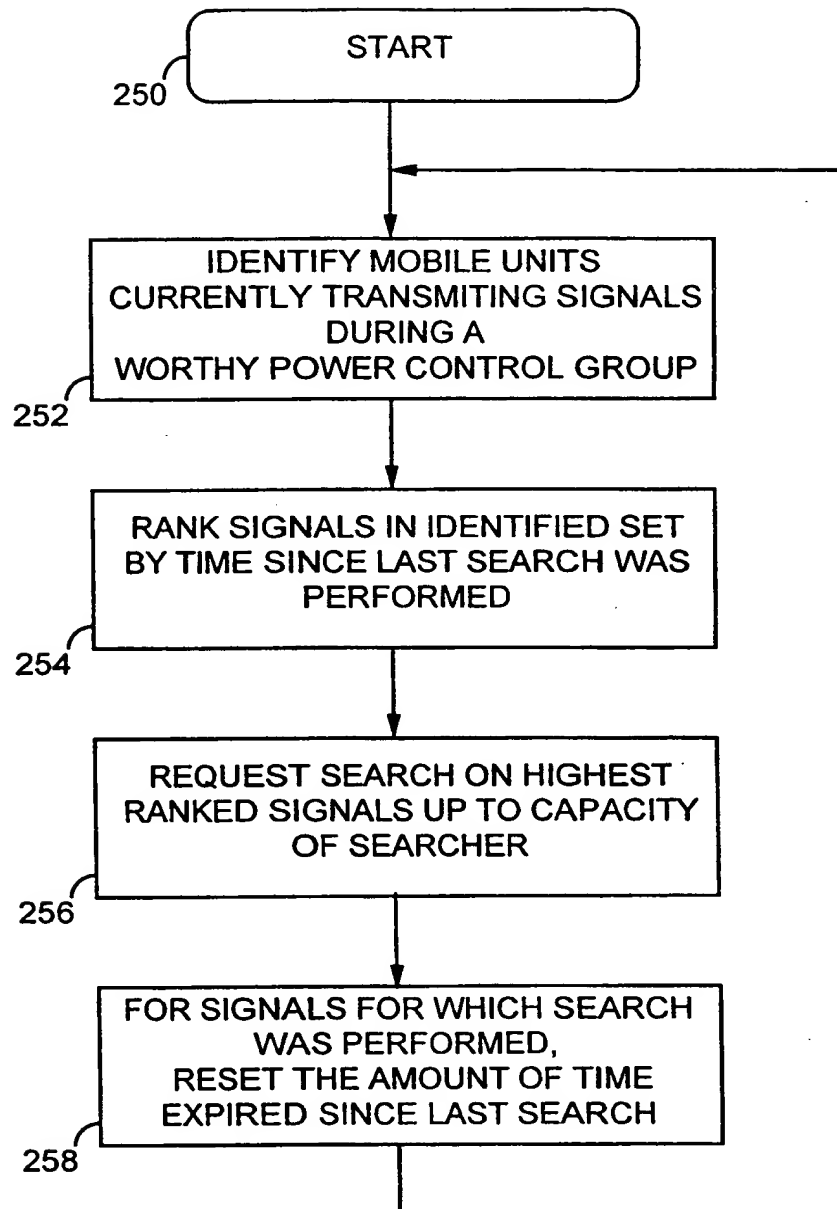 START
250
IDENTIFY MOBILE UNITS
CURRENTLY TRANSMITING SIGNALS
DURING A
WORTHY POWER CONTROL GROUP
252
RANK SIGNALS IN IDENTIFIED SET
BY TIME SINCE LAST SEARCH WAS
PERFORMED
254
REQUEST SEARCH ON HIGHEST
RANKED SIGNALS UP TO CAPACITY
OF SEARCHER
256
FOR SIGNALS FOR WHICH SEARCH
WAS PERFORMED,
RESET THE AMOUNT OF TIME
EXPIRED SINCE LAST SEARCH
258